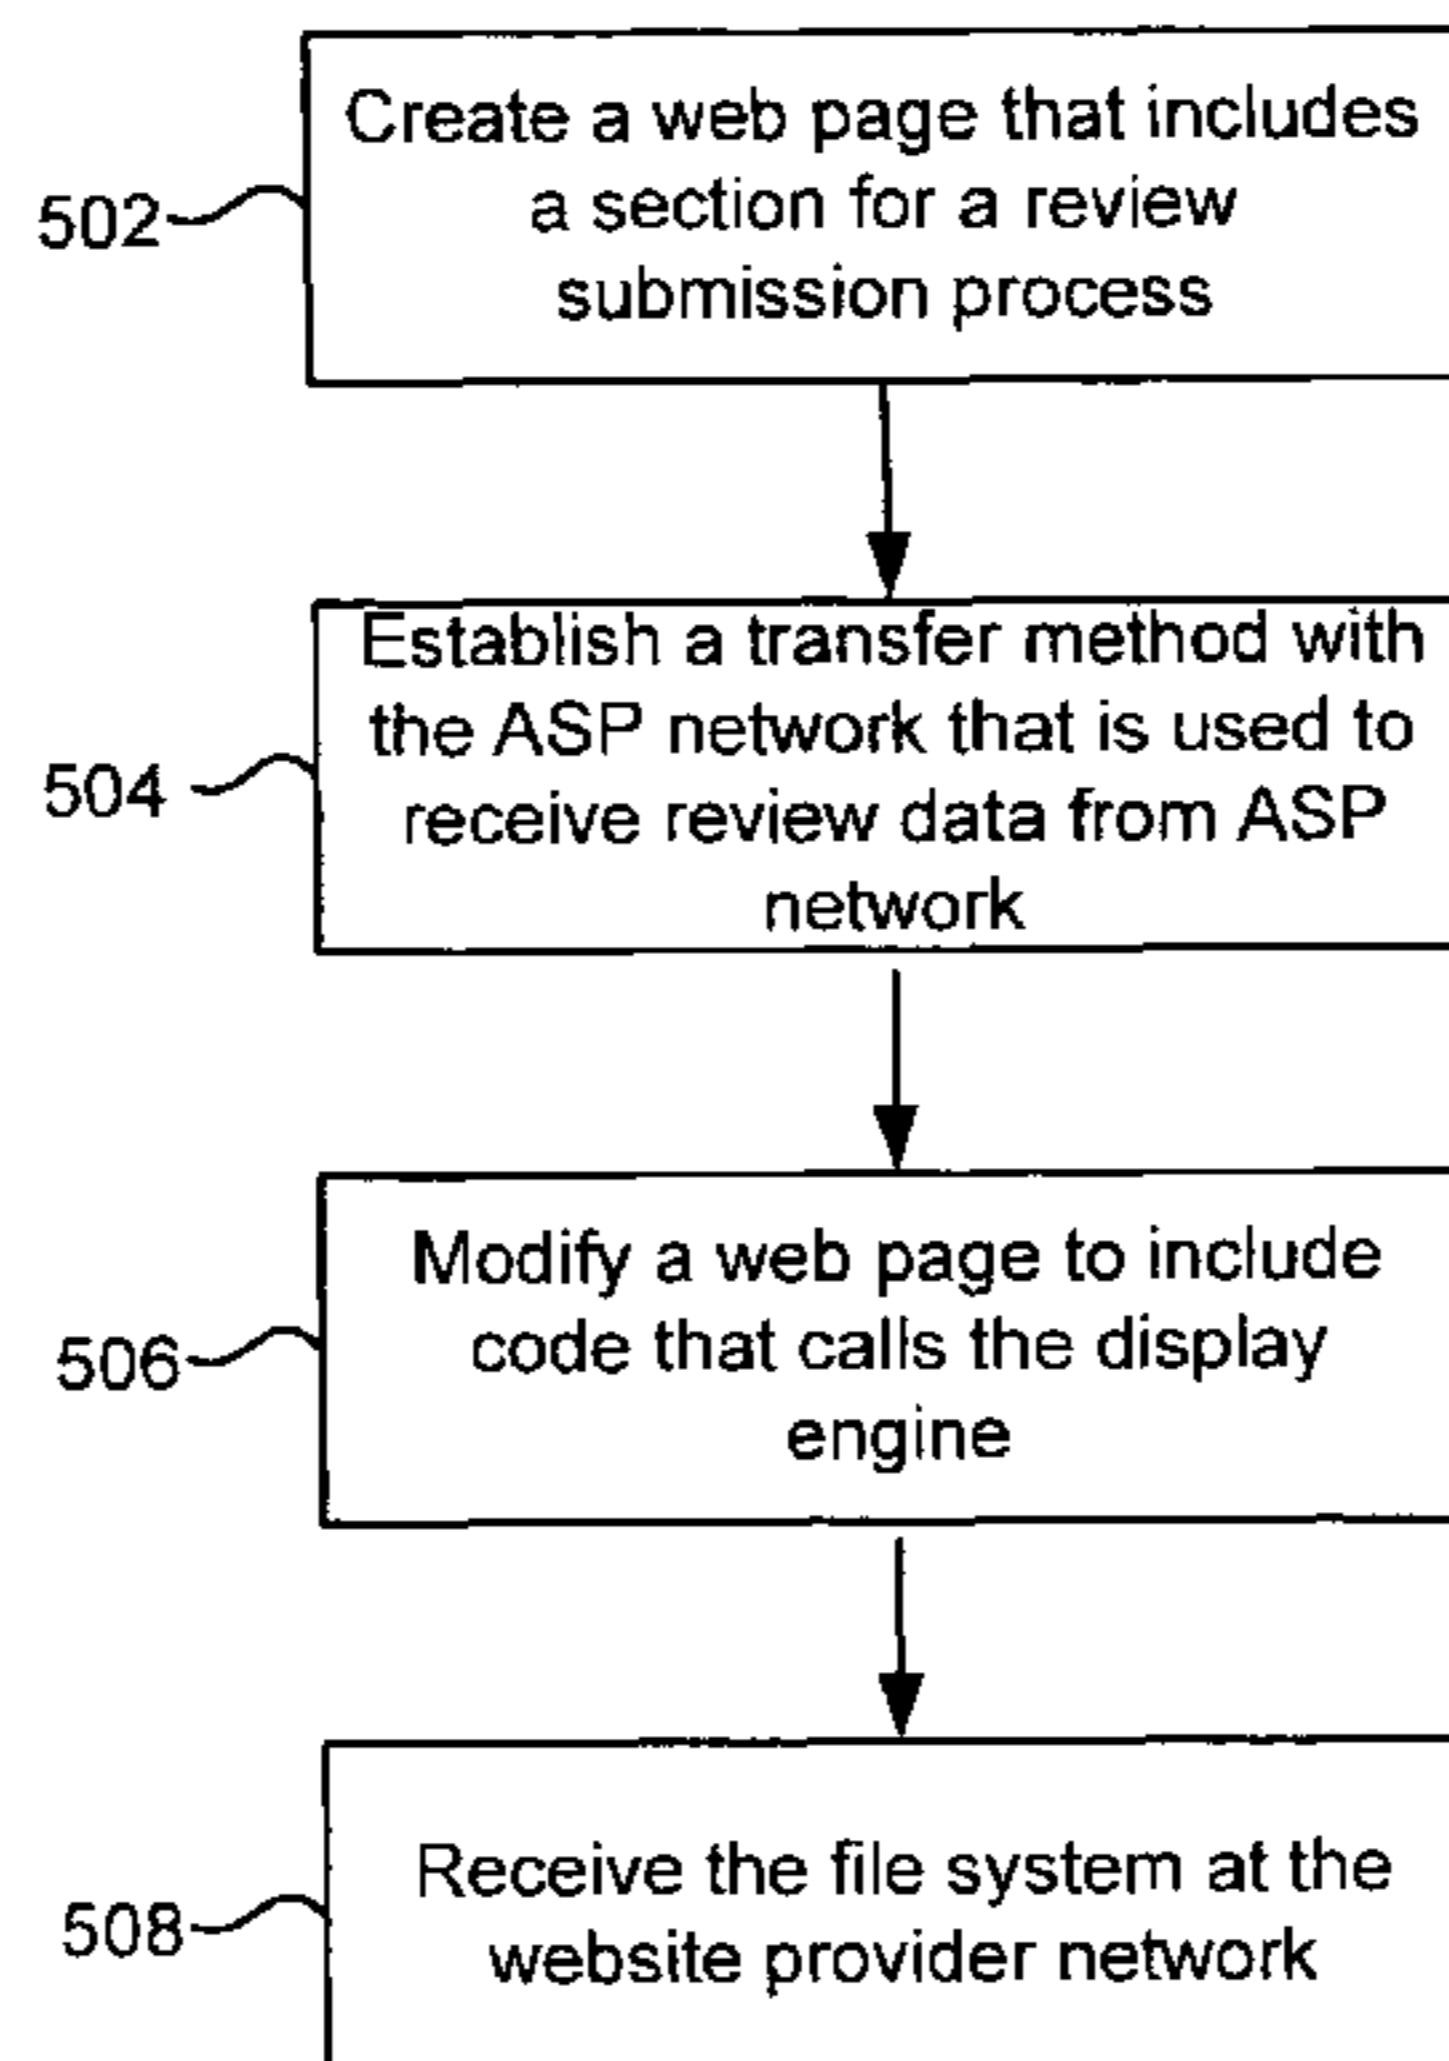 Create a web page that includes
a section for a review
submission process
502
Establish a transfer method with
the ASP network that is used to
receive review data from ASP
network
504
Modify a web page to include
code that calls the display
engine
506
Receive the file system at the
website provider network
508